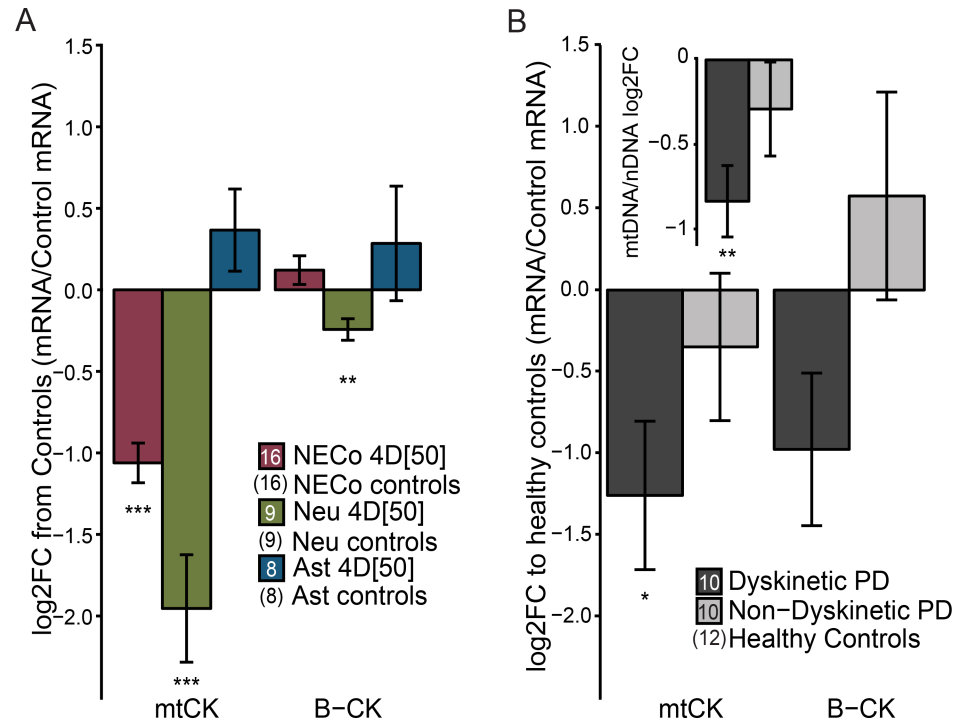 A
log2FC from Controls (mRNA/Control mRNA)
1.5
1.0
0.5
0.0
−0.5
−1.0
−1.5
−2.0
***
***
**
16 NECo 4D[50]
(16) NECo controls
9 Neu 4D[50]
(9) Neu controls
8 Ast 4D[50]
(8) Ast controls
mtCK
B−CK
B
log2FC to healthy controls (mRNA/Control mRNA)
1.5
1.0
0.5
0.0
−0.5
−1.0
−1.5
−2.0
mtDNA/nDNA log2FC
0
−0.5
−1
**
*
10 Dyskinetic PD
10 Non−Dyskinetic PD
(12) Healthy Controls
mtCK
B−CK